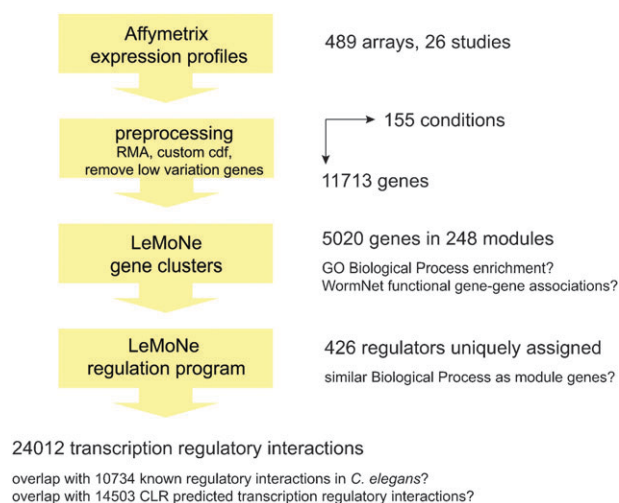 Affymetrix
expression profiles
489 arrays, 26 studies
preprocessing
RMA, custom cdf,
remove low variation genes
155 conditions
11713 genes
LeMoNe
gene clusters
5020 genes in 248 modules
GO Biological Process enrichment?
WormNet functional gene-gene associations?
LeMoNe
regulation program
426 regulators uniquely assigned
similar Biological Process as module genes?
24012 transcription regulatory interactions
overlap with 10734 known regulatory interactions in C. elegans?
overlap with 14503 CLR predicted transcription regulatory interactions?